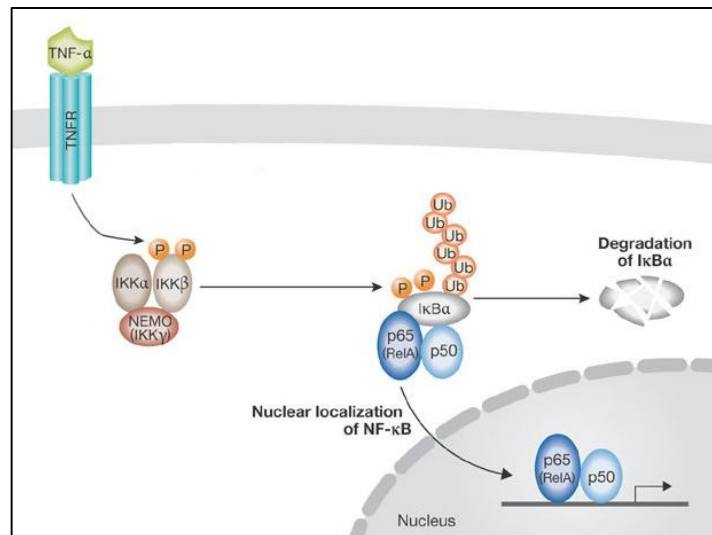 TNF-α
TNFR
P P
IKKα IKKβ
NEMO
(IKKγ)
Ub
Ub
Ub
Ub
Ub
Ub
Ub
P P
IκBα
p65
(RelA)
p50
Degradation
of IκBα
Nuclear localization
of NF-κB
p65
(RelA)
p50
Nucleus